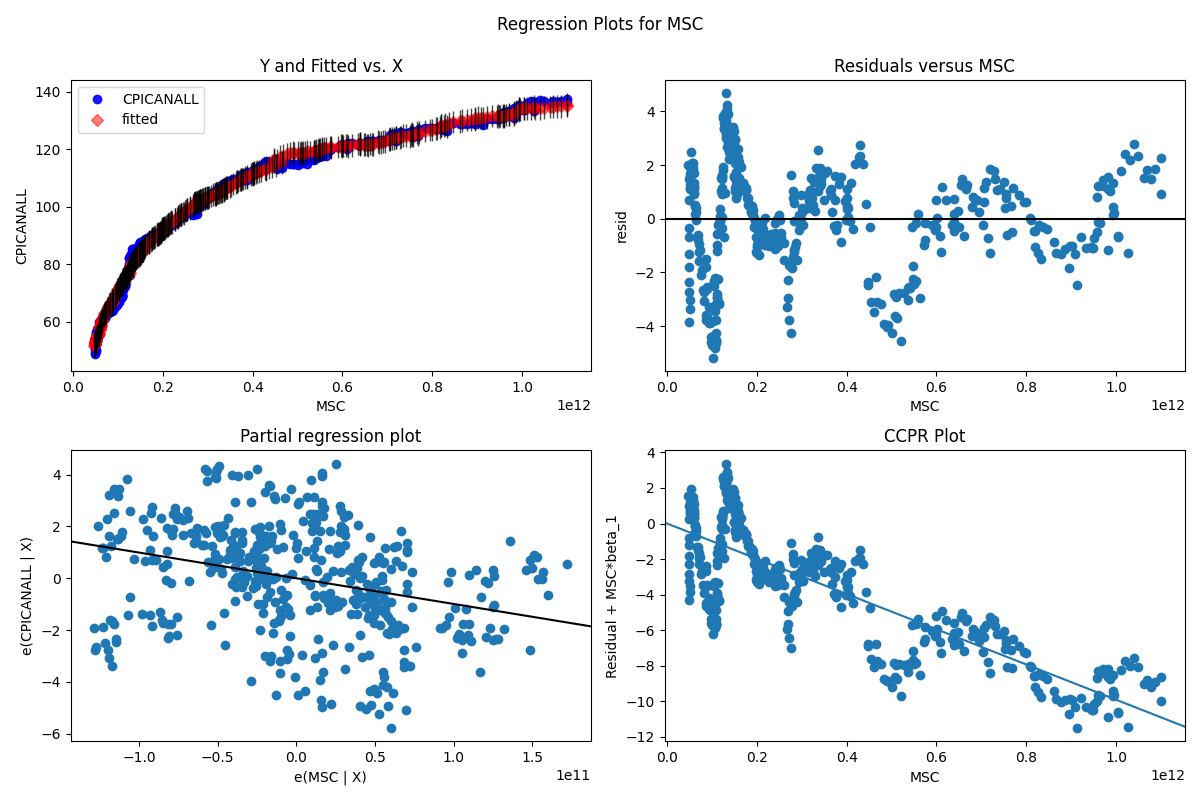 Regression Plots for MSC
Y and Fitted vs. X
CPICANALL
fitted
140
120
100
80
60
CPICANALL
0.0 0.2 0.4 0.6 0.8 1.0
1e12
MSC
Residuals versus MSC
4
2
0
−2
−4
resid
0.0 0.2 0.4 0.6 0.8 1.0
1e12
MSC
Partial regression plot
4
2
0
−2
−4
−6
e(CPICANALL | X)
−1.0 −0.5 0.0 0.5 1.0 1.5
1e11
e(MSC | X)
CCPR Plot
4
2
0
−2
−4
−6
−8
−10
−12
Residual + MSC*beta_1
0.0 0.2 0.4 0.6 0.8 1.0
1e12
MSC